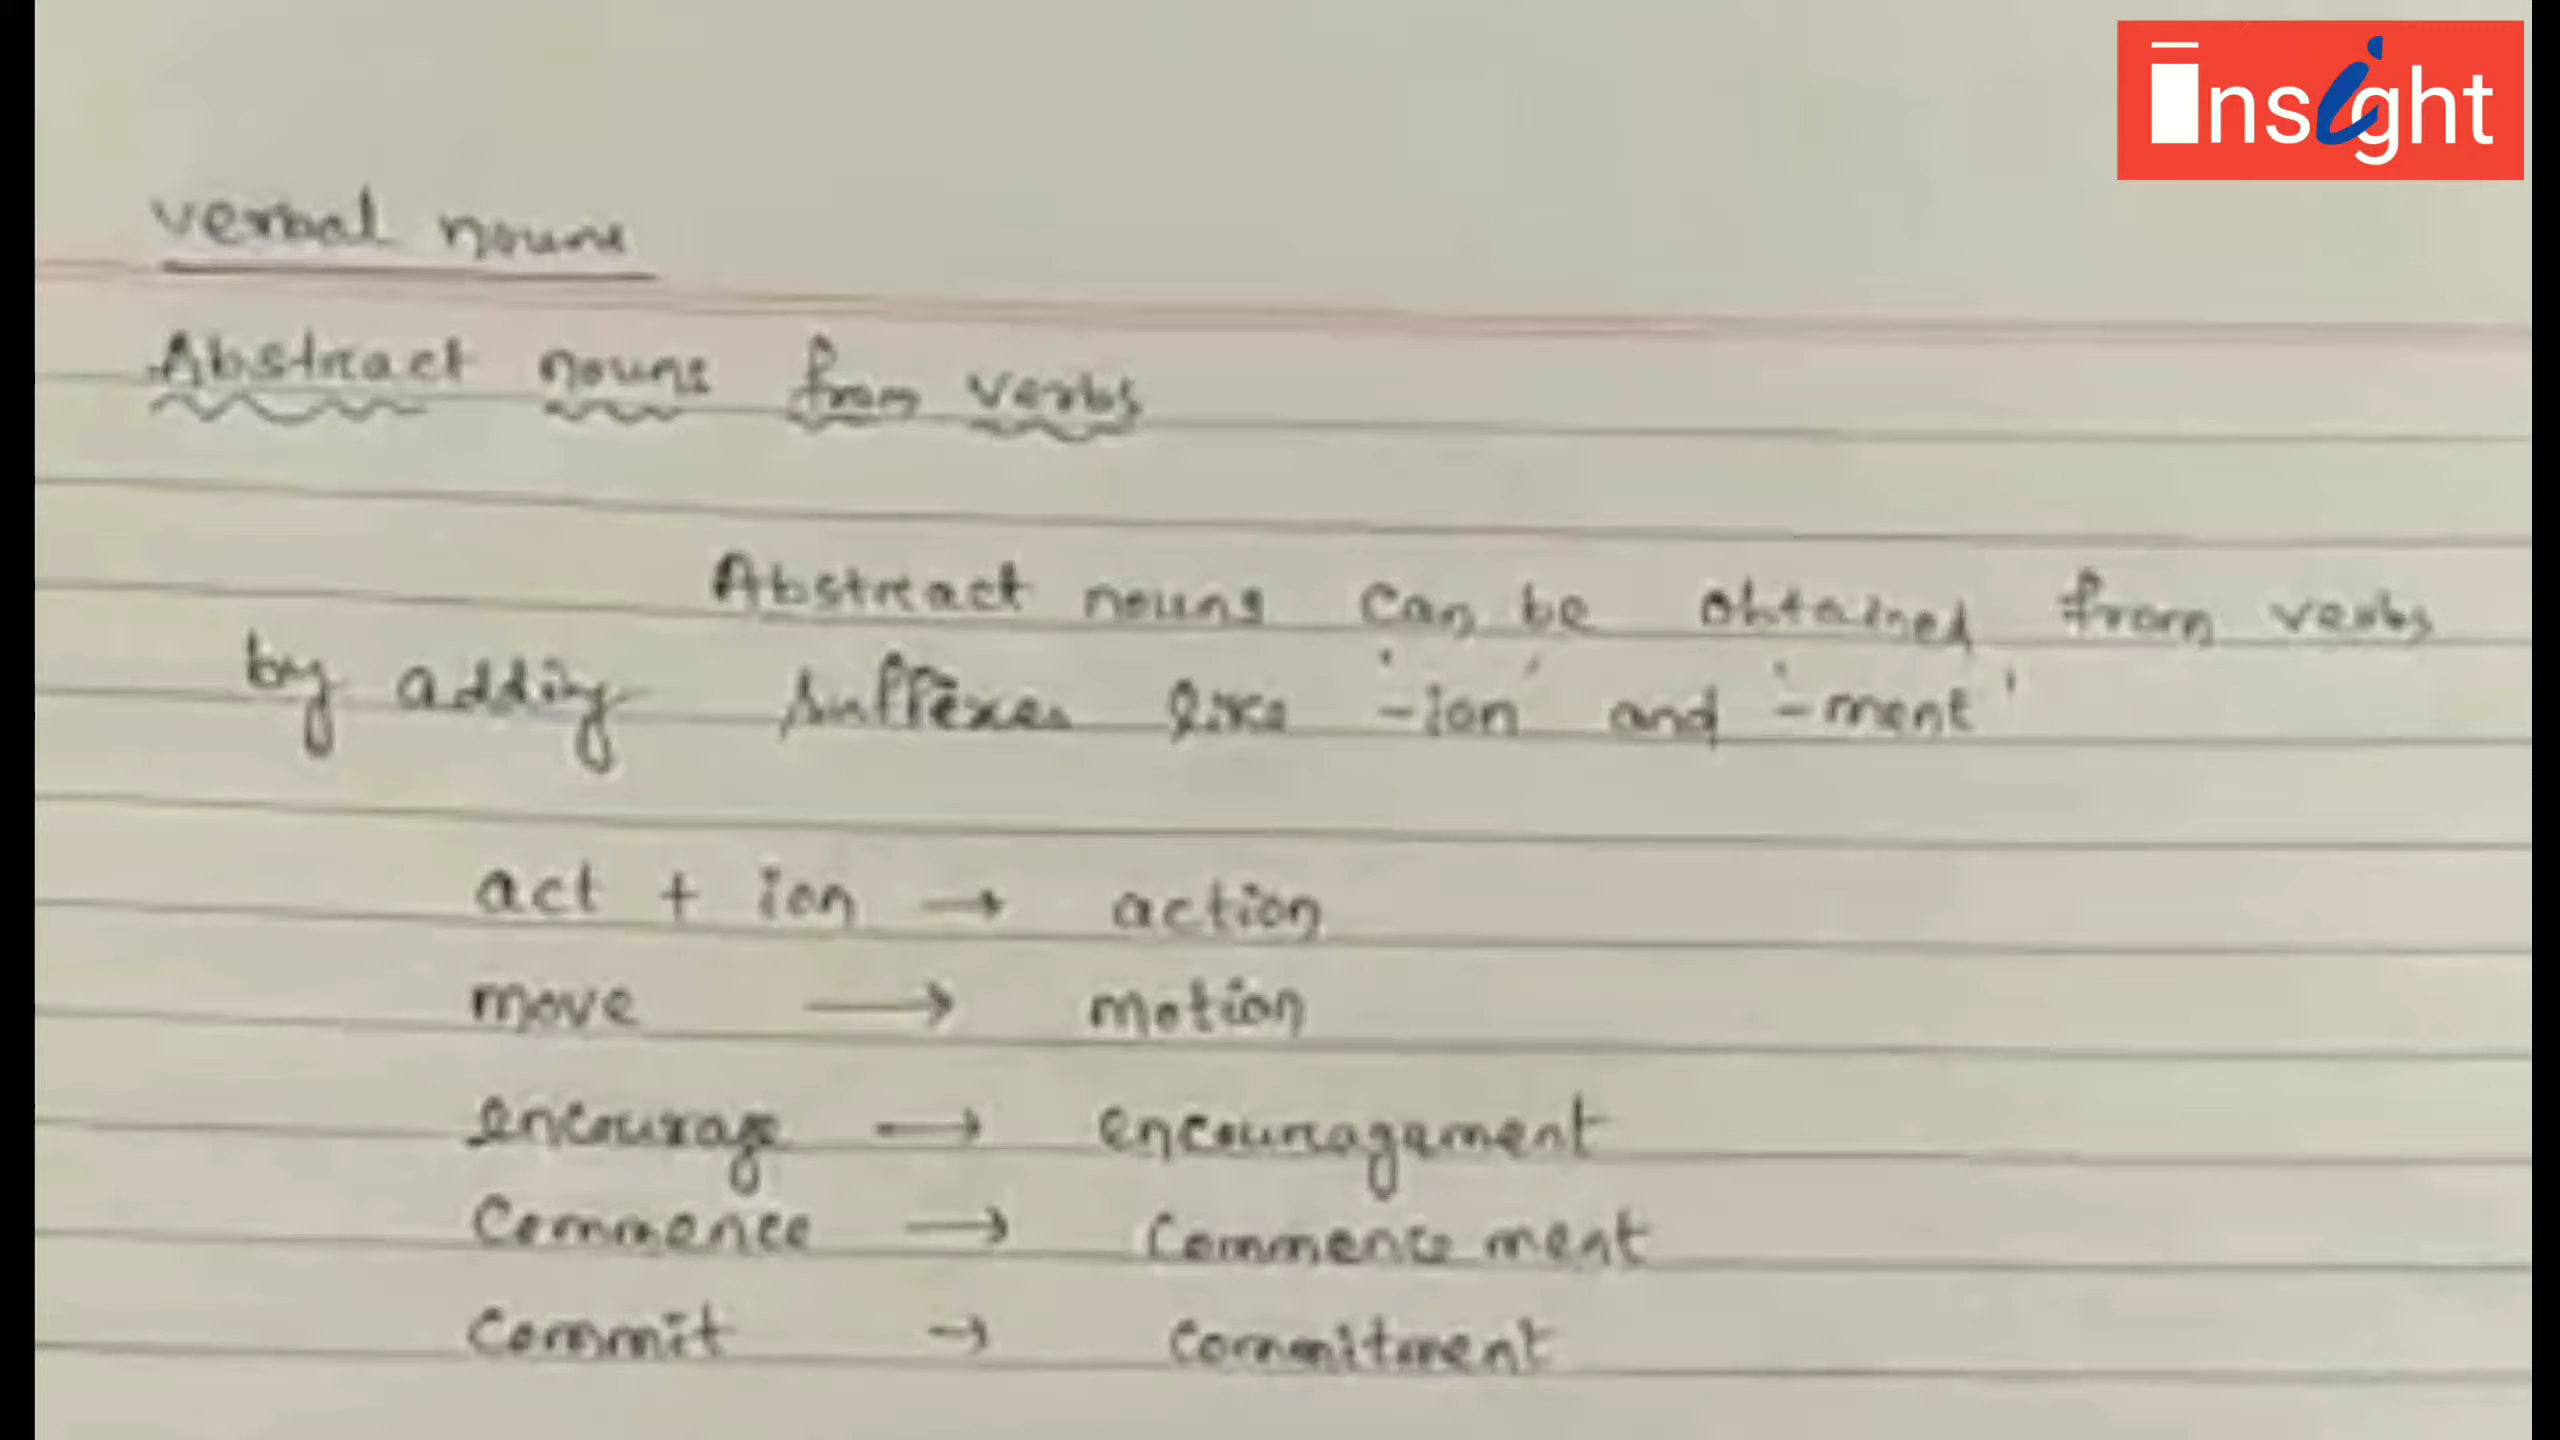 Insight
verbal nouns
Abstract nouns from verbs
Abstract nouns can be obtained from verbs
by adding suffixes like '-ion' and '-ment'
act + ion → action
move → motion
encourage → encouragement
Commence → Commencement
Commit → Commitment